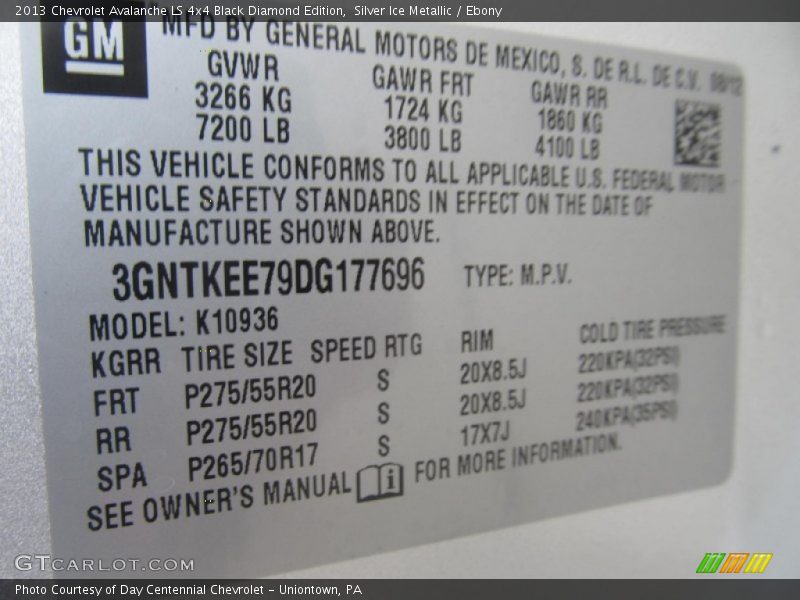 2013 Chevrolet Avalanche LS 4x4 Black Diamond Edition, Silver Ice Metallic / Ebony
GM
MFD BY GENERAL MOTORS DE MEXICO, S. DE R.L. DE C.V. 08/12
GVWR GAWR FRT GAWR RR
3266 KG 1724 KG 1860 KG
7200 LB 3800 LB 4100 LB
THIS VEHICLE CONFORMS TO ALL APPLICABLE U.S. FEDERAL MOTOR
VEHICLE SAFETY STANDARDS IN EFFECT ON THE DATE OF
MANUFACTURE SHOWN ABOVE.
3GNTKEE79DG177696 TYPE: M.P.V.
MODEL: K10936
KGRR TIRE SIZE SPEED RTG RIM COLD TIRE PRESSURE
FRT P275/55R20 S 20X8.5J 220KPA(32PSI)
RR P275/55R20 S 20X8.5J 220KPA(32PSI)
SPA P265/70R17 S 17X7J 240KPA(35PSI)
SEE OWNER'S MANUAL FOR MORE INFORMATION.
GTCARLOT.COM
Photo Courtesy of Day Centennial Chevrolet - Uniontown, PA